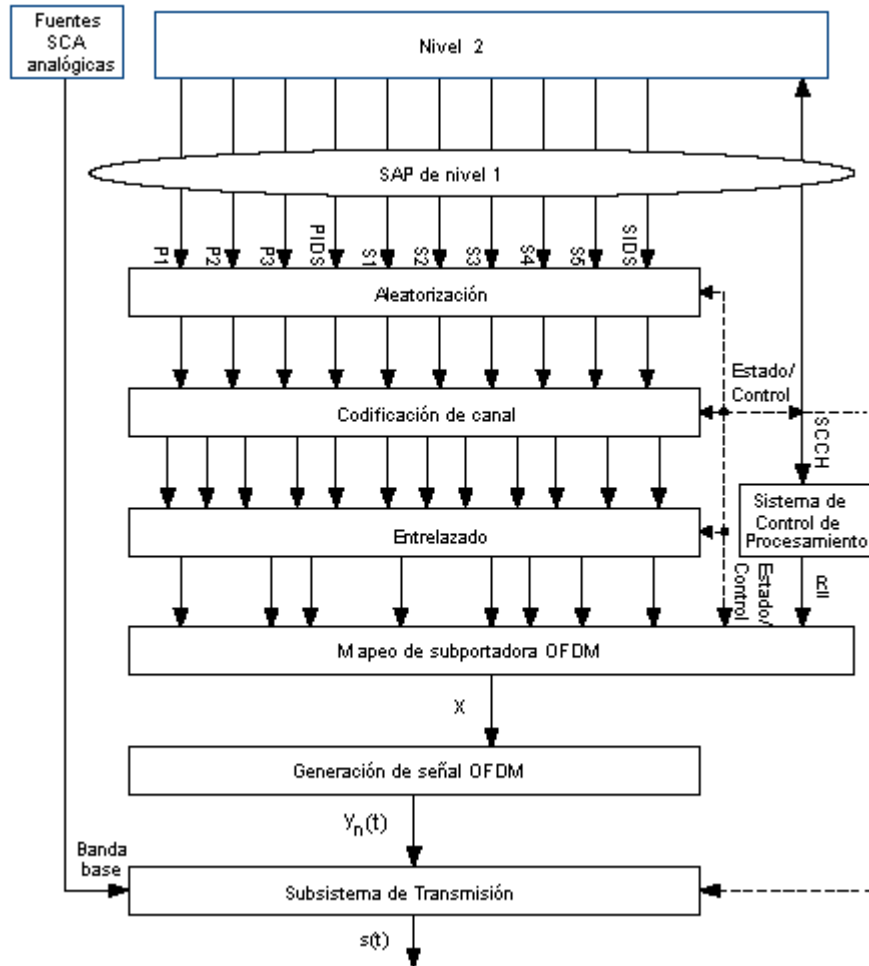 Fuentes
SCA
analógicas
Nivel 2
SAP de nivel 1
P1
P2
P3
PIDS
S1
S2
S3
S4
S5
SIDS
Aleatorización
Estado/
Control
Codificación de canal
SCCH
Sistema de
Control de
Procesamiento
Entrelazado
Estado/
Control
RII
Mapeo de subportadora OFDM
X
Generación de señal OFDM
Yn(t)
Banda
base
Subsistema de Transmisión
s(t)